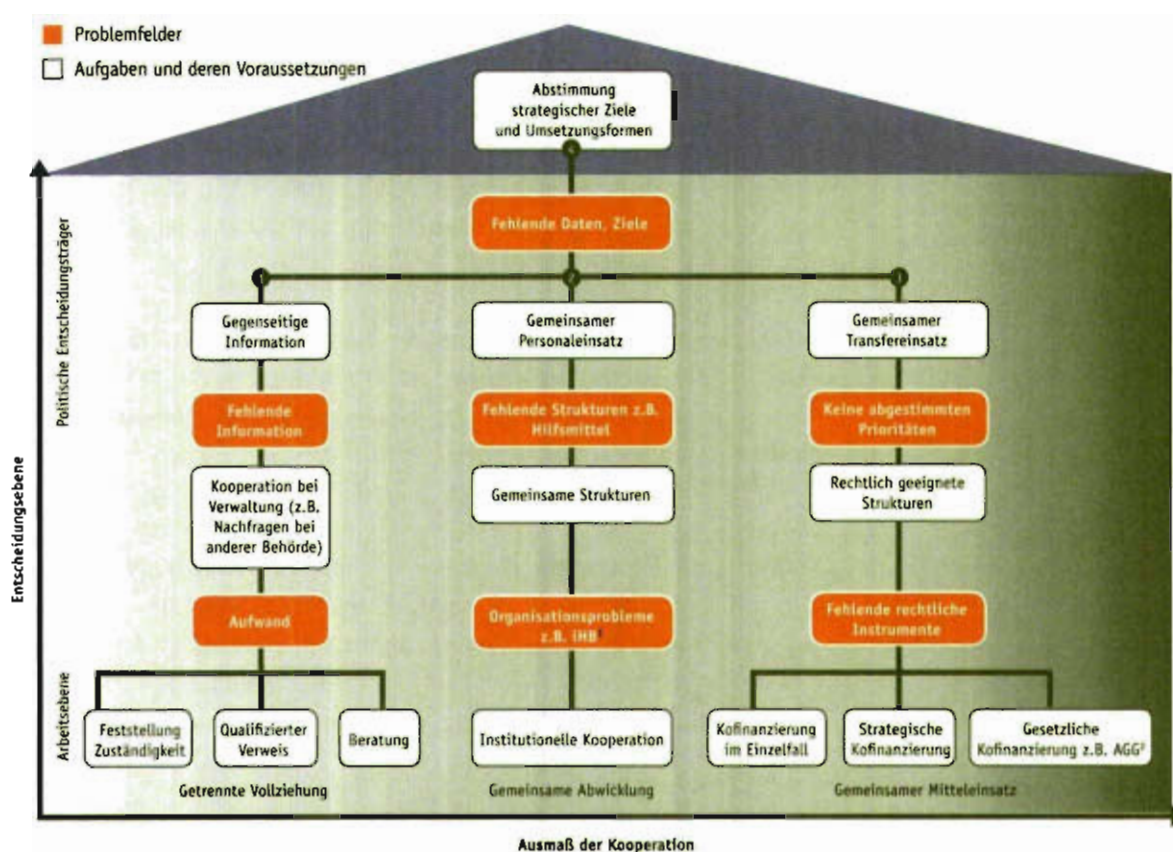 Problemfelder
Aufgaben und deren Voraussetzungen
Abstimmung
strategischer Ziele
und Umsetzungsformen
Fehlende Daten, Ziele
Gegenseitige
Information
Gemeinsamer
Personaleinsatz
Gemeinsamer
Transfereinsatz
Fehlende
Information
Fehlende Strukturen z.B.
Hilfsmittel
Keine abgestimmten
Prioritäten
Kooperation bei
Verwaltung (z.B.
Nachfragen bei
anderer Behörde)
Gemeinsame Strukturen
Rechtlich geeignete
Strukturen
Aufwand
Organisationsprobleme
z.B. IHB
Fehlende rechtliche
Instrumente
Feststellung
Zuständigkeit
Qualifizierter
Verweis
Beratung
Institutionelle Kooperation
Kofinanzierung
im Einzelfall
Strategische
Kofinanzierung
Gesetzliche
Kofinanzierung z.B. AGG²
Getrennte Vollziehung
Gemeinsame Abwicklung
Gemeinsamer Mitteleinsatz
Politische Entscheidungsträger
Arbeitsebene
Entscheidungsebene
Ausmaß der Kooperation